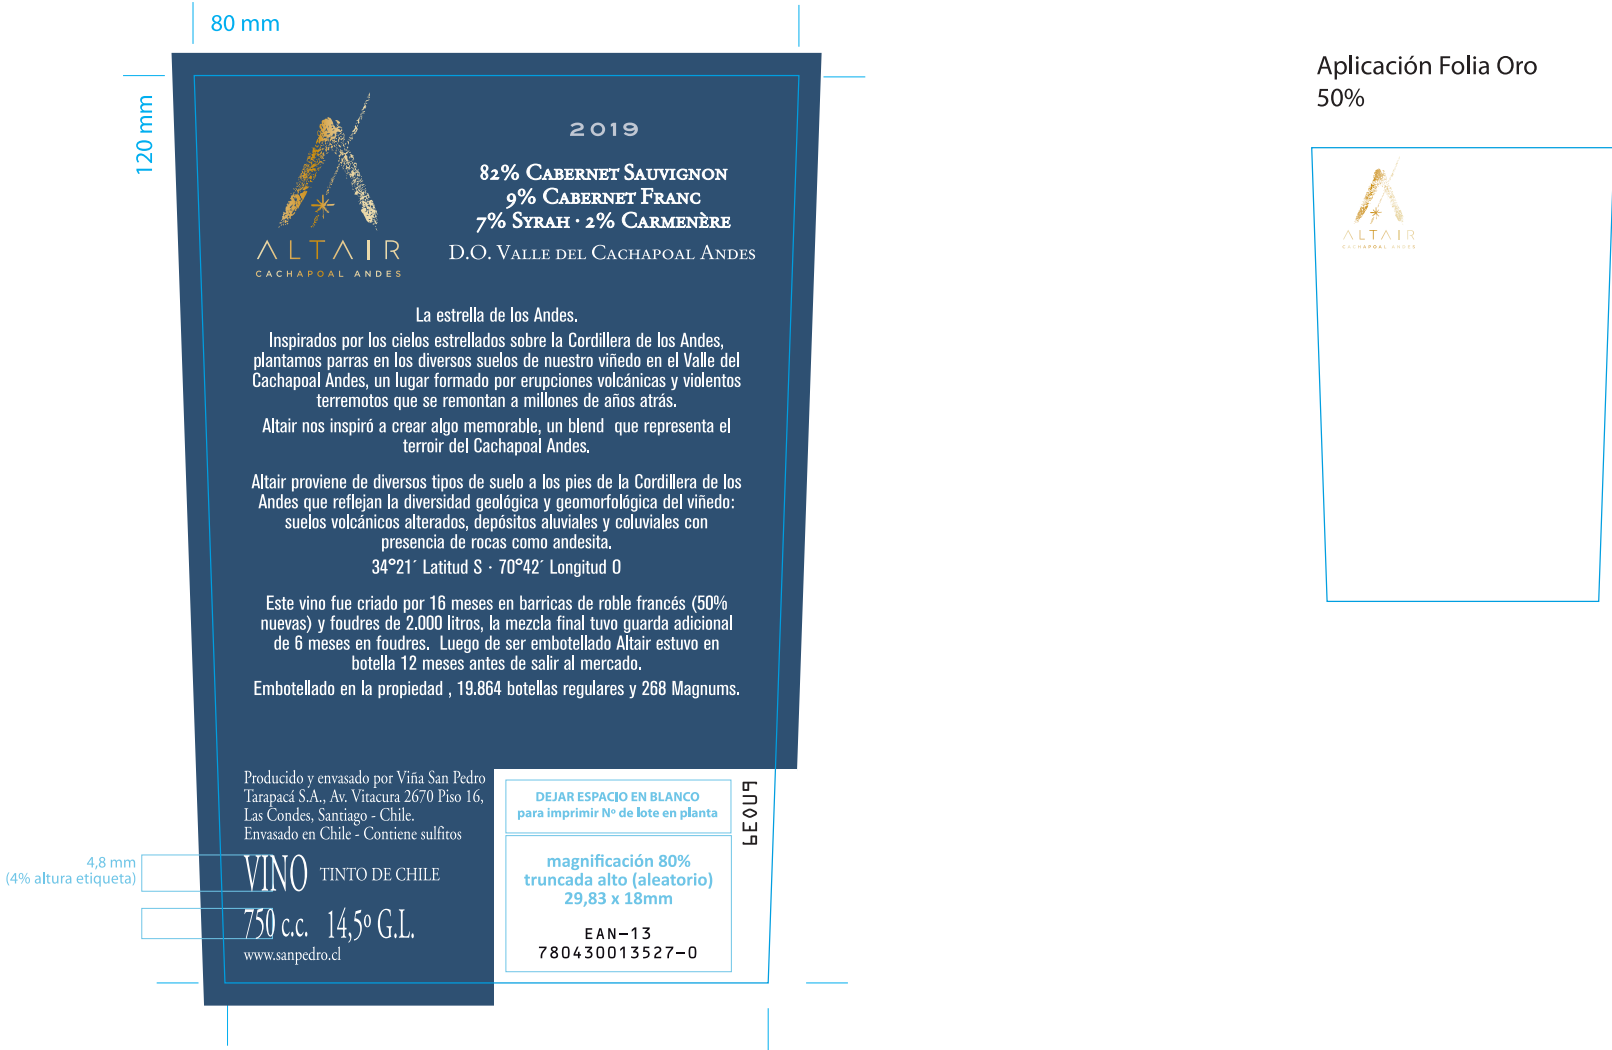 80 mm
120 mm
ALTAIR
CACHAPOAL ANDES
2019
82% CABERNET SAUVIGNON
9% CABERNET FRANC
7% SYRAH · 2% CARMENÈRE
D.O. VALLE DEL CACHAPOAL ANDES
La estrella de los Andes.
Inspirados por los cielos estrellados sobre la Cordillera de los Andes,
plantamos parras en los diversos suelos de nuestro viñedo en el Valle del
Cachapoal Andes, un lugar formado por erupciones volcánicas y violentos
terremotos que se remontan a millones de años atrás.
Altair nos inspiró a crear algo memorable, un blend  que representa el
terroir del Cachapoal Andes.
Altair proviene de diversos tipos de suelo a los pies de la Cordillera de los
Andes que reflejan la diversidad geológica y geomorfológica del viñedo:
suelos volcánicos alterados, depósitos aluviales y coluviales con
presencia de rocas como andesita.
34°21´ Latitud S · 70°42´ Longitud O
Este vino fue criado por 16 meses en barricas de roble francés (50%
nuevas) y foudres de 2.000 litros, la mezcla final tuvo guarda adicional
de 6 meses en foudres.  Luego de ser embotellado Altair estuvo en
botella 12 meses antes de salir al mercado.
Embotellado en la propiedad , 19.864 botellas regulares y 268 Magnums.
Producido y envasado por Viña San Pedro
Tarapacá S.A., Av. Vitacura 2670 Piso 16,
Las Condes, Santiago - Chile.
Envasado en Chile - Contiene sulfitos
VINO TINTO DE CHILE
750 c.c. 14,5º G.L.
www.sanpedro.cl
4,8 mm
(4% altura etiqueta)
DEJAR ESPACIO EN BLANCO
para imprimir Nº de lote en planta
magnificación 80%
truncada alto (aleatorio)
29,83 x 18mm
EAN-13
780430013527-0
Aplicación Folia Oro
50%
ALTAIR
CACHAPOAL ANDES